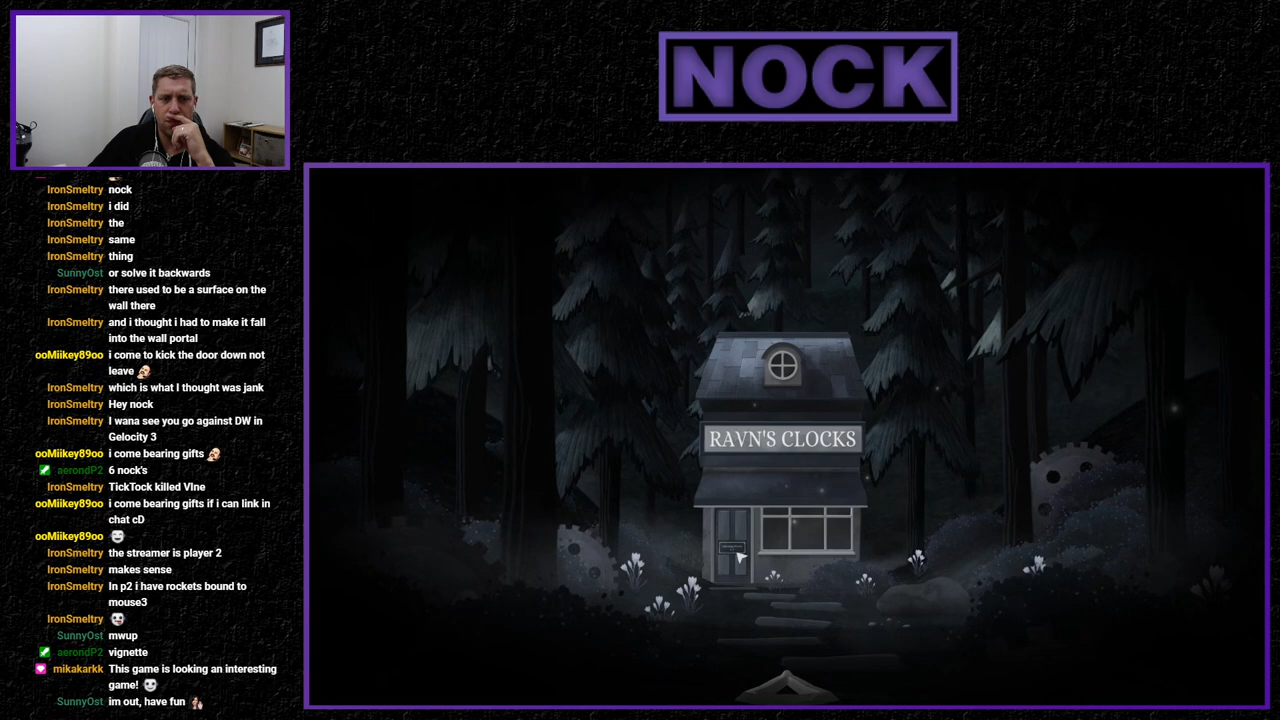 NOCK
IronSmeltry nock
IronSmeltry i did
IronSmeltry the
IronSmeltry same
IronSmeltry thing
SunnyOst or solve it backwards
IronSmeltry there used to be a surface on the
wall there
IronSmeltry and i thought i had to make it fall
into the wall portal
ooMiikey89oo i come to kick the door down not
leave
IronSmeltry which is what I thought was jank
IronSmeltry Hey nock
IronSmeltry I wana see you go against DW in
Gelocity 3
ooMiikey89oo i come bearing gifts
aerondP2 6 nock's
IronSmeltry TickTock killed VIne
ooMiikey89oo i come bearing gifts if i can link in
chat cD
ooMiikey89oo
IronSmeltry the streamer is player 2
IronSmeltry makes sense
IronSmeltry In p2 i have rockets bound to
mouse3
IronSmeltry
SunnyOst mwup
aerondP2 vignette
mikakarkk This game is looking an interesting
game!
SunnyOst im out, have fun
RAVN'S CLOCKS